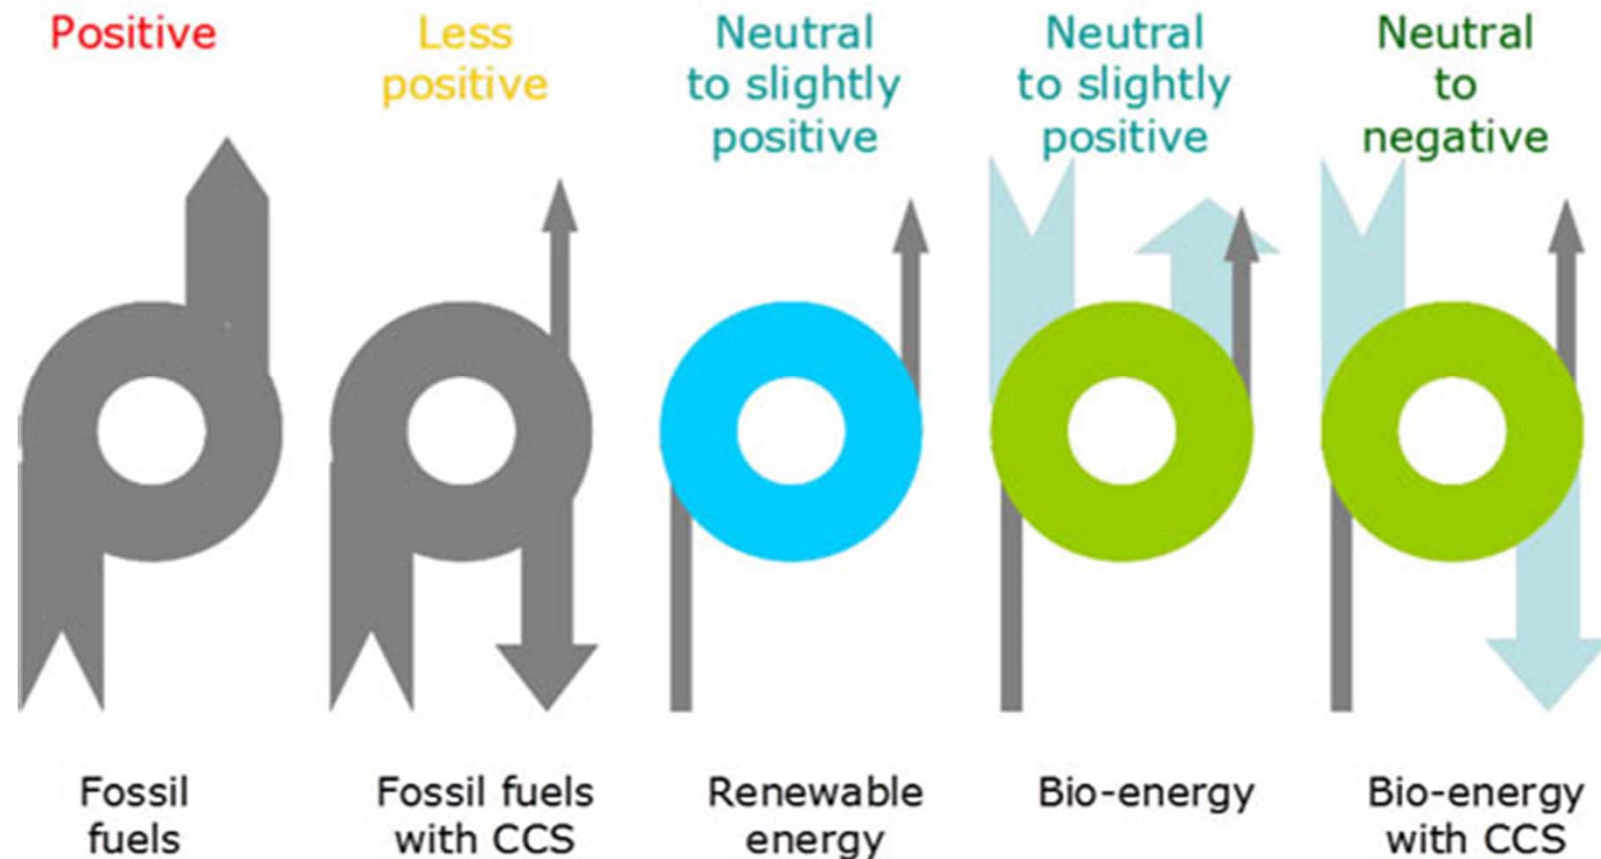 Positive
Less
positive
Neutral
to slightly
positive
Neutral
to slightly
positive
Neutral
to
negative
Fossil
fuels
Fossil fuels
with CCS
Renewable
energy
Bio-energy
Bio-energy
with CCS